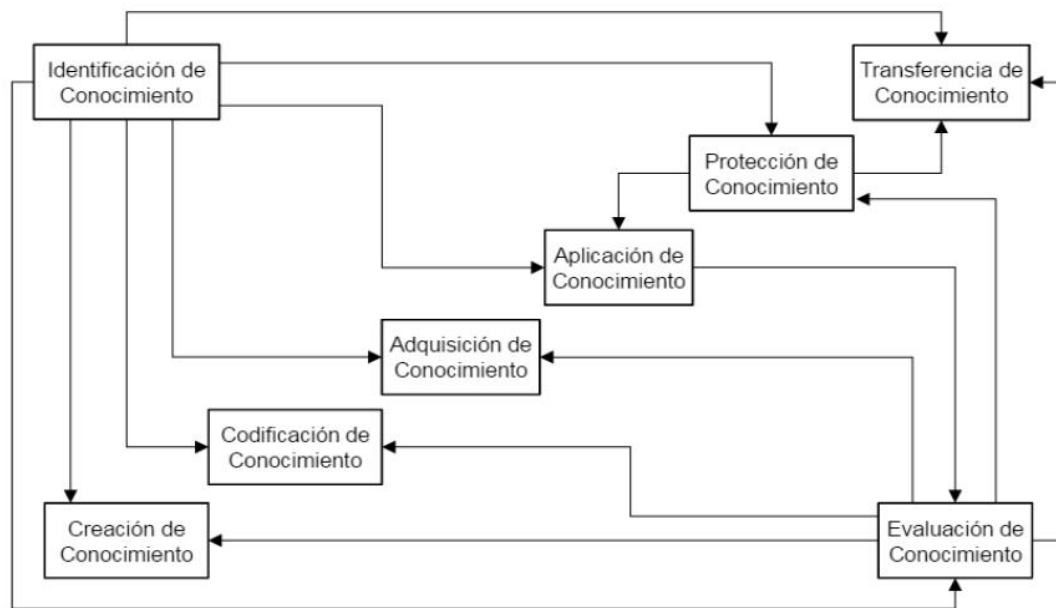 Identificación de
Conocimiento
Transferencia de
Conocimiento
Protección de
Conocimiento
Aplicación de
Conocimiento
Adquisición de
Conocimiento
Codificación de
Conocimiento
Creación de
Conocimiento
Evaluación de
Conocimiento